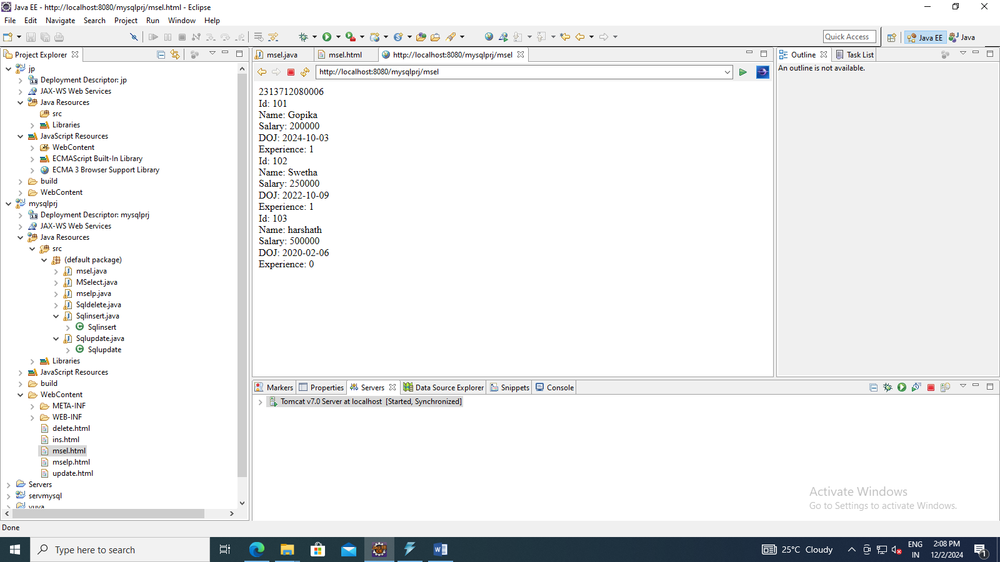 Java EE - http://localhost:8080/mysqlprj/msel.html - Eclipse
File Edit Navigate Search Project Run Window Help
Quick Access
Java EE
Java
Project Explorer
jp
Deployment Descriptor: jp
JAX-WS Web Services
Java Resources
src
Libraries
JavaScript Resources
WebContent
ECMAScript Built-In Library
ECMA 3 Browser Support Library
build
WebContent
mysqlprj
Deployment Descriptor: mysqlprj
JAX-WS Web Services
Java Resources
src
(default package)
msel.java
MSelect.java
mselp.java
Sqldelete.java
Sqlinsert.java
Sqlinsert
Sqlupdate.java
Sqlupdate
Libraries
JavaScript Resources
build
WebContent
META-INF
WEB-INF
delete.html
ins.html
msel.html
mselp.html
update.html
Servers
servmysql
msel.java
msel.html
http://localhost:8080/mysqlprj/msel
http://localhost:8080/mysqlprj/msel
2313712080006
Id: 101
Name: Gopika
Salary: 200000
DOJ: 2024-10-03
Experience: 1
Id: 102
Name: Swetha
Salary: 250000
DOJ: 2022-10-09
Experience: 1
Id: 103
Name: harshath
Salary: 500000
DOJ: 2020-02-06
Experience: 0
Outline
Task List
An outline is not available.
Markers
Properties
Servers
Data Source Explorer
Snippets
Console
Tomcat v7.0 Server at localhost [Started, Synchronized]
Activate Windows
Go to Settings to activate Windows.
Done
Type here to search
25°C Cloudy
ENG
IN
2:08 PM
12/2/2024
1